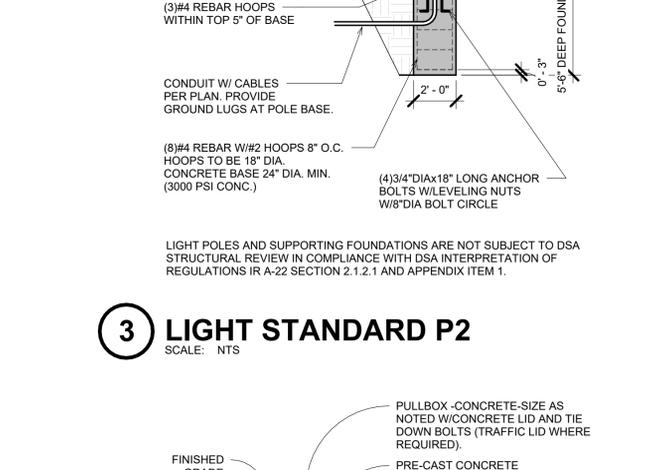 (3)#4 REBAR HOOPS
WITHIN TOP 5" OF BASE
CONDUIT W/ CABLES
PER PLAN. PROVIDE
GROUND LUGS AT POLE BASE.
0' - 3"
5'-6" DEEP FOUN
2' - 0"
(8)#4 REBAR W/#2 HOOPS 8" O.C.
HOOPS TO BE 18" DIA.
CONCRETE BASE 24" DIA. MIN.
(3000 PSI CONC.)
(4)3/4"DIAx18" LONG ANCHOR
BOLTS W/LEVELING NUTS
W/8"DIA BOLT CIRCLE
LIGHT POLES AND SUPPORTING FOUNDATIONS ARE NOT SUBJECT TO DSA
STRUCTURAL REVIEW IN COMPLIANCE WITH DSA INTERPRETATION OF
REGULATIONS IR A-22 SECTION 2.1.2.1 AND APPENDIX ITEM 1.
3 LIGHT STANDARD P2
SCALE: NTS
PULLBOX -CONCRETE-SIZE AS
NOTED W/CONCRETE LID AND TIE
DOWN BOLTS (TRAFFIC LID WHERE
REQUIRED).
FINISHED
PRE-CAST CONCRETE